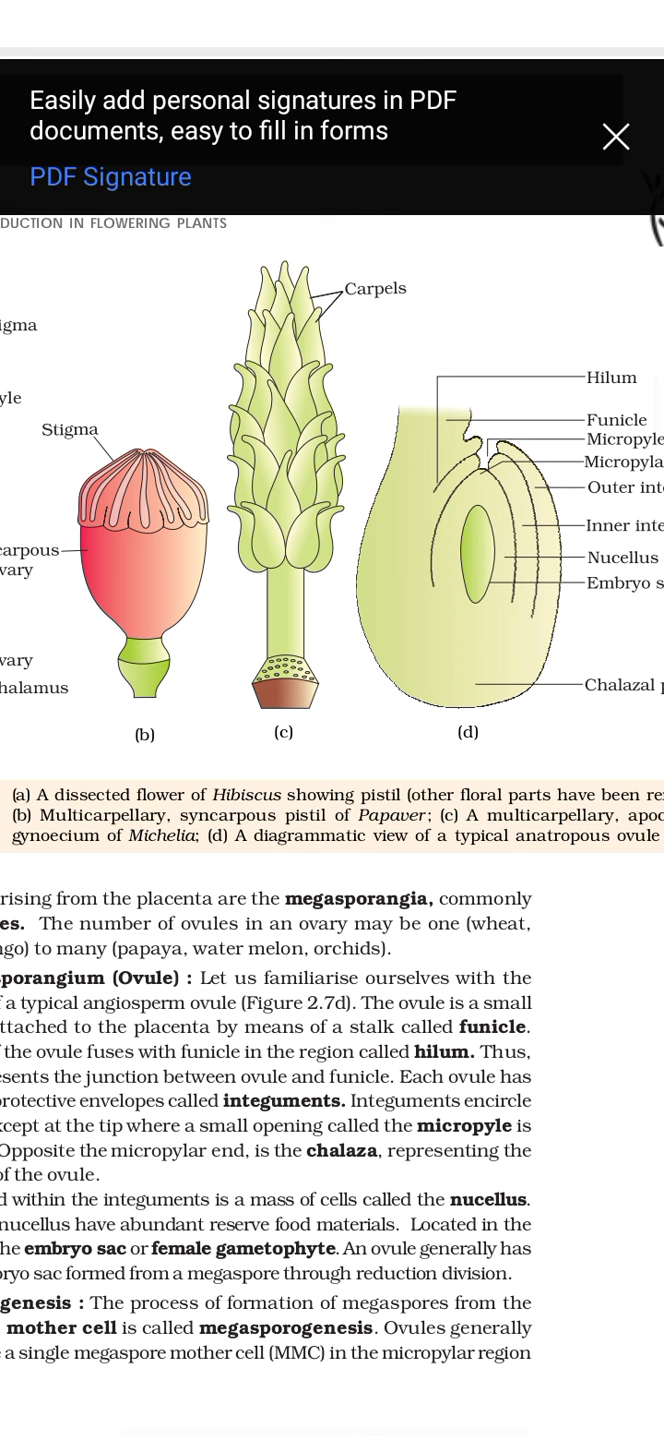 Easily add personal signatures in PDF
documents, easy to fill in forms
PDF Signature
DUCTION IN FLOWERING PLANTS
Carpels
igma
Hilum
yle
Funicle
Stigma
Micropyle
Micropyla
Outer inte
Inner inte
carpous
vary
Nucellus
Embryo s
vary
halamus
Chalazal p
(b)
(c)
(d)
(a) A dissected flower of Hibiscus showing pistil (other floral parts have been re
(b) Multicarpellary, syncarpous pistil of Papaver; (c) A multicarpellary, apoc
gynoecium of Michelia; (d) A diagrammatic view of a typical anatropous ovule
rising from the placenta are the megasporangia, commonly
es. The number of ovules in an ovary may be one (wheat,
ngo) to many (papaya, water melon, orchids).
sporangium (Ovule) : Let us familiarise ourselves with the
f a typical angiosperm ovule (Figure 2.7d). The ovule is a small
ttached to the placenta by means of a stalk called funicle.
the ovule fuses with funicle in the region called hilum. Thus,
esents the junction between ovule and funicle. Each ovule has
protective envelopes called integuments. Integuments encircle
xcept at the tip where a small opening called the micropyle is
Opposite the micropylar end, is the chalaza, representing the
of the ovule.
d within the integuments is a mass of cells called the nucellus.
nucellus have abundant reserve food materials. Located in the
he embryo sac or female gametophyte. An ovule generally has
bryo sac formed from a megaspore through reduction division.
genesis : The process of formation of megaspores from the
mother cell is called megasporogenesis. Ovules generally
a single megaspore mother cell (MMC) in the micropylar region